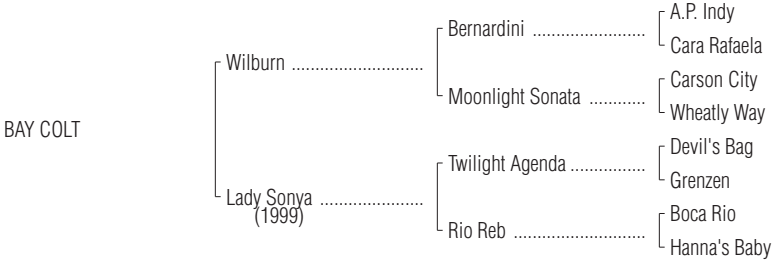 A.P. Indy
Bernardini ........................
Cara Rafaela
Wilburn ............................
Carson City
Moonlight Sonata ............
Wheatly Way
BAY COLT
Devil's Bag
Twilight Agenda ................
Grenzen
Lady Sonya ......................
(1999)
Boca Rio
Rio Reb ............................
Hanna's Baby